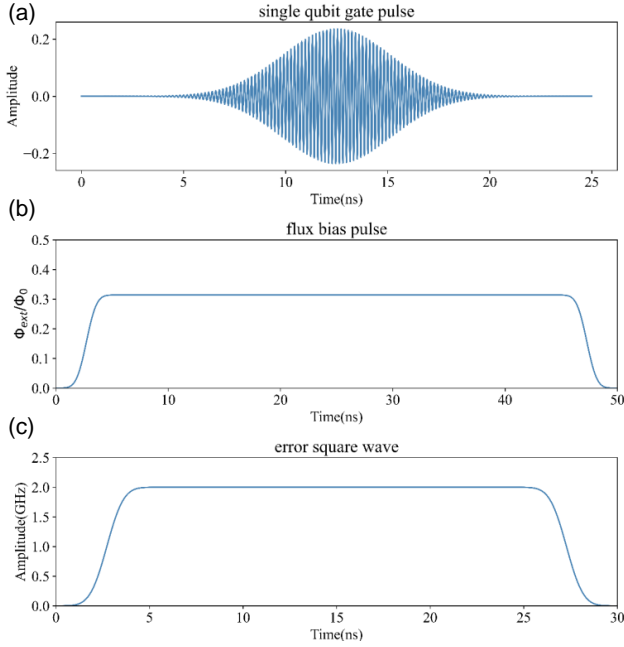 (a)
single qubit gate pulse
Amplitude
0.2
0.0
−0.2
0 5 10 15 20 25
Time(ns)
(b)
flux bias pulse
Φext/Φ0
0.5
0.4
0.3
0.2
0.1
0.0
0 10 20 30 40 50
Time(ns)
(c)
error square wave
Amplitude(GHz)
2.5
2.0
1.5
1.0
0.5
0.0
0 5 10 15 20 25 30
Time(ns)